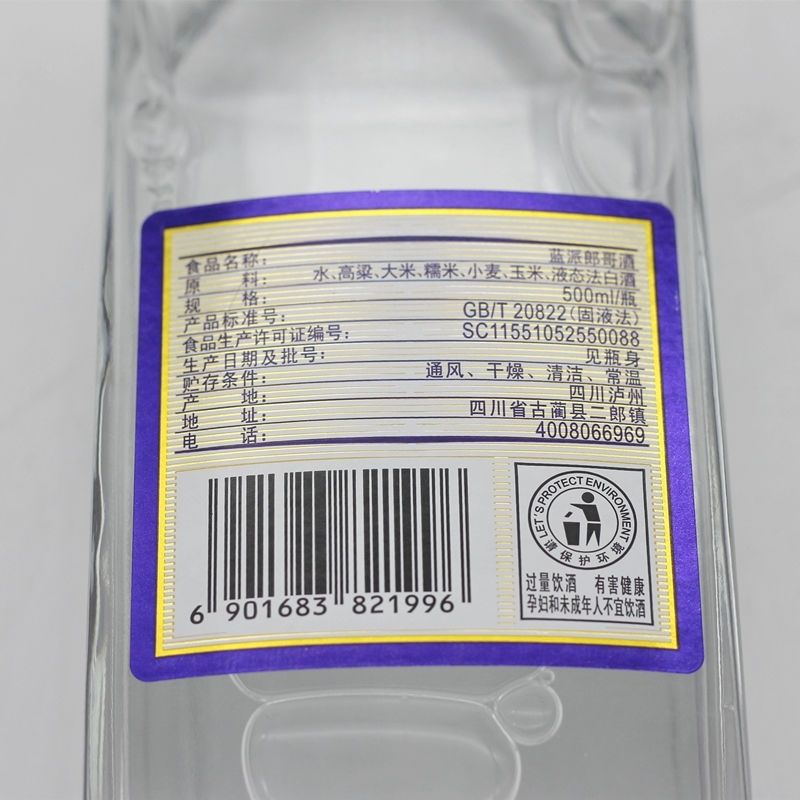 食品名称： 蓝派郎哥酒
原 料： 水、高粱、大米、糯米、小麦、玉米、液态法白酒
规 格： 500ml/瓶
产品标准号： GB/T 20822（固液法）
食品生产许可证编号： SC11551052550088
生产日期及批号： 见瓶身
贮存条件： 通风、干燥、清洁、常温
产 地： 四川泸州
地 址： 四川省古蔺县二郎镇
电 话： 4008066969
6 901683 821996
LET'S PROTECT ENVIRONMENT
请保护环境
过量饮酒 有害健康
孕妇和未成年人不宜饮酒